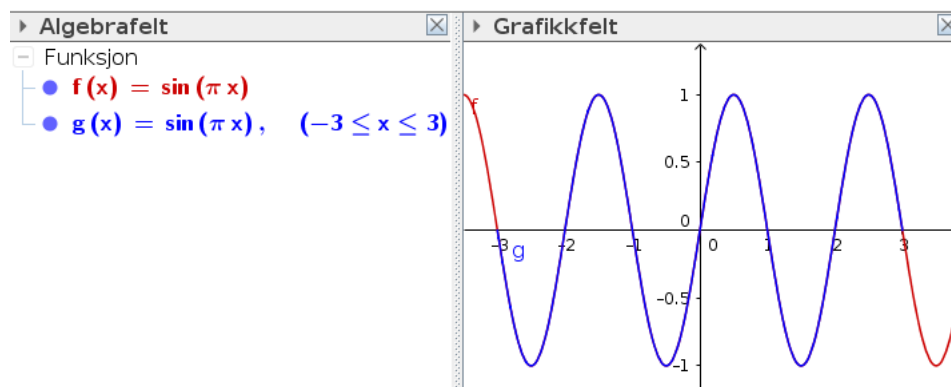 Algebrafelt
Funksjon
f(x) = sin(π x)
g(x) = sin(π x) , (−3 ≤ x ≤ 3)
Grafikkfelt
f
1
0.5
0
-3 -2 -1 0 1 2 3
g
-0.5
-1